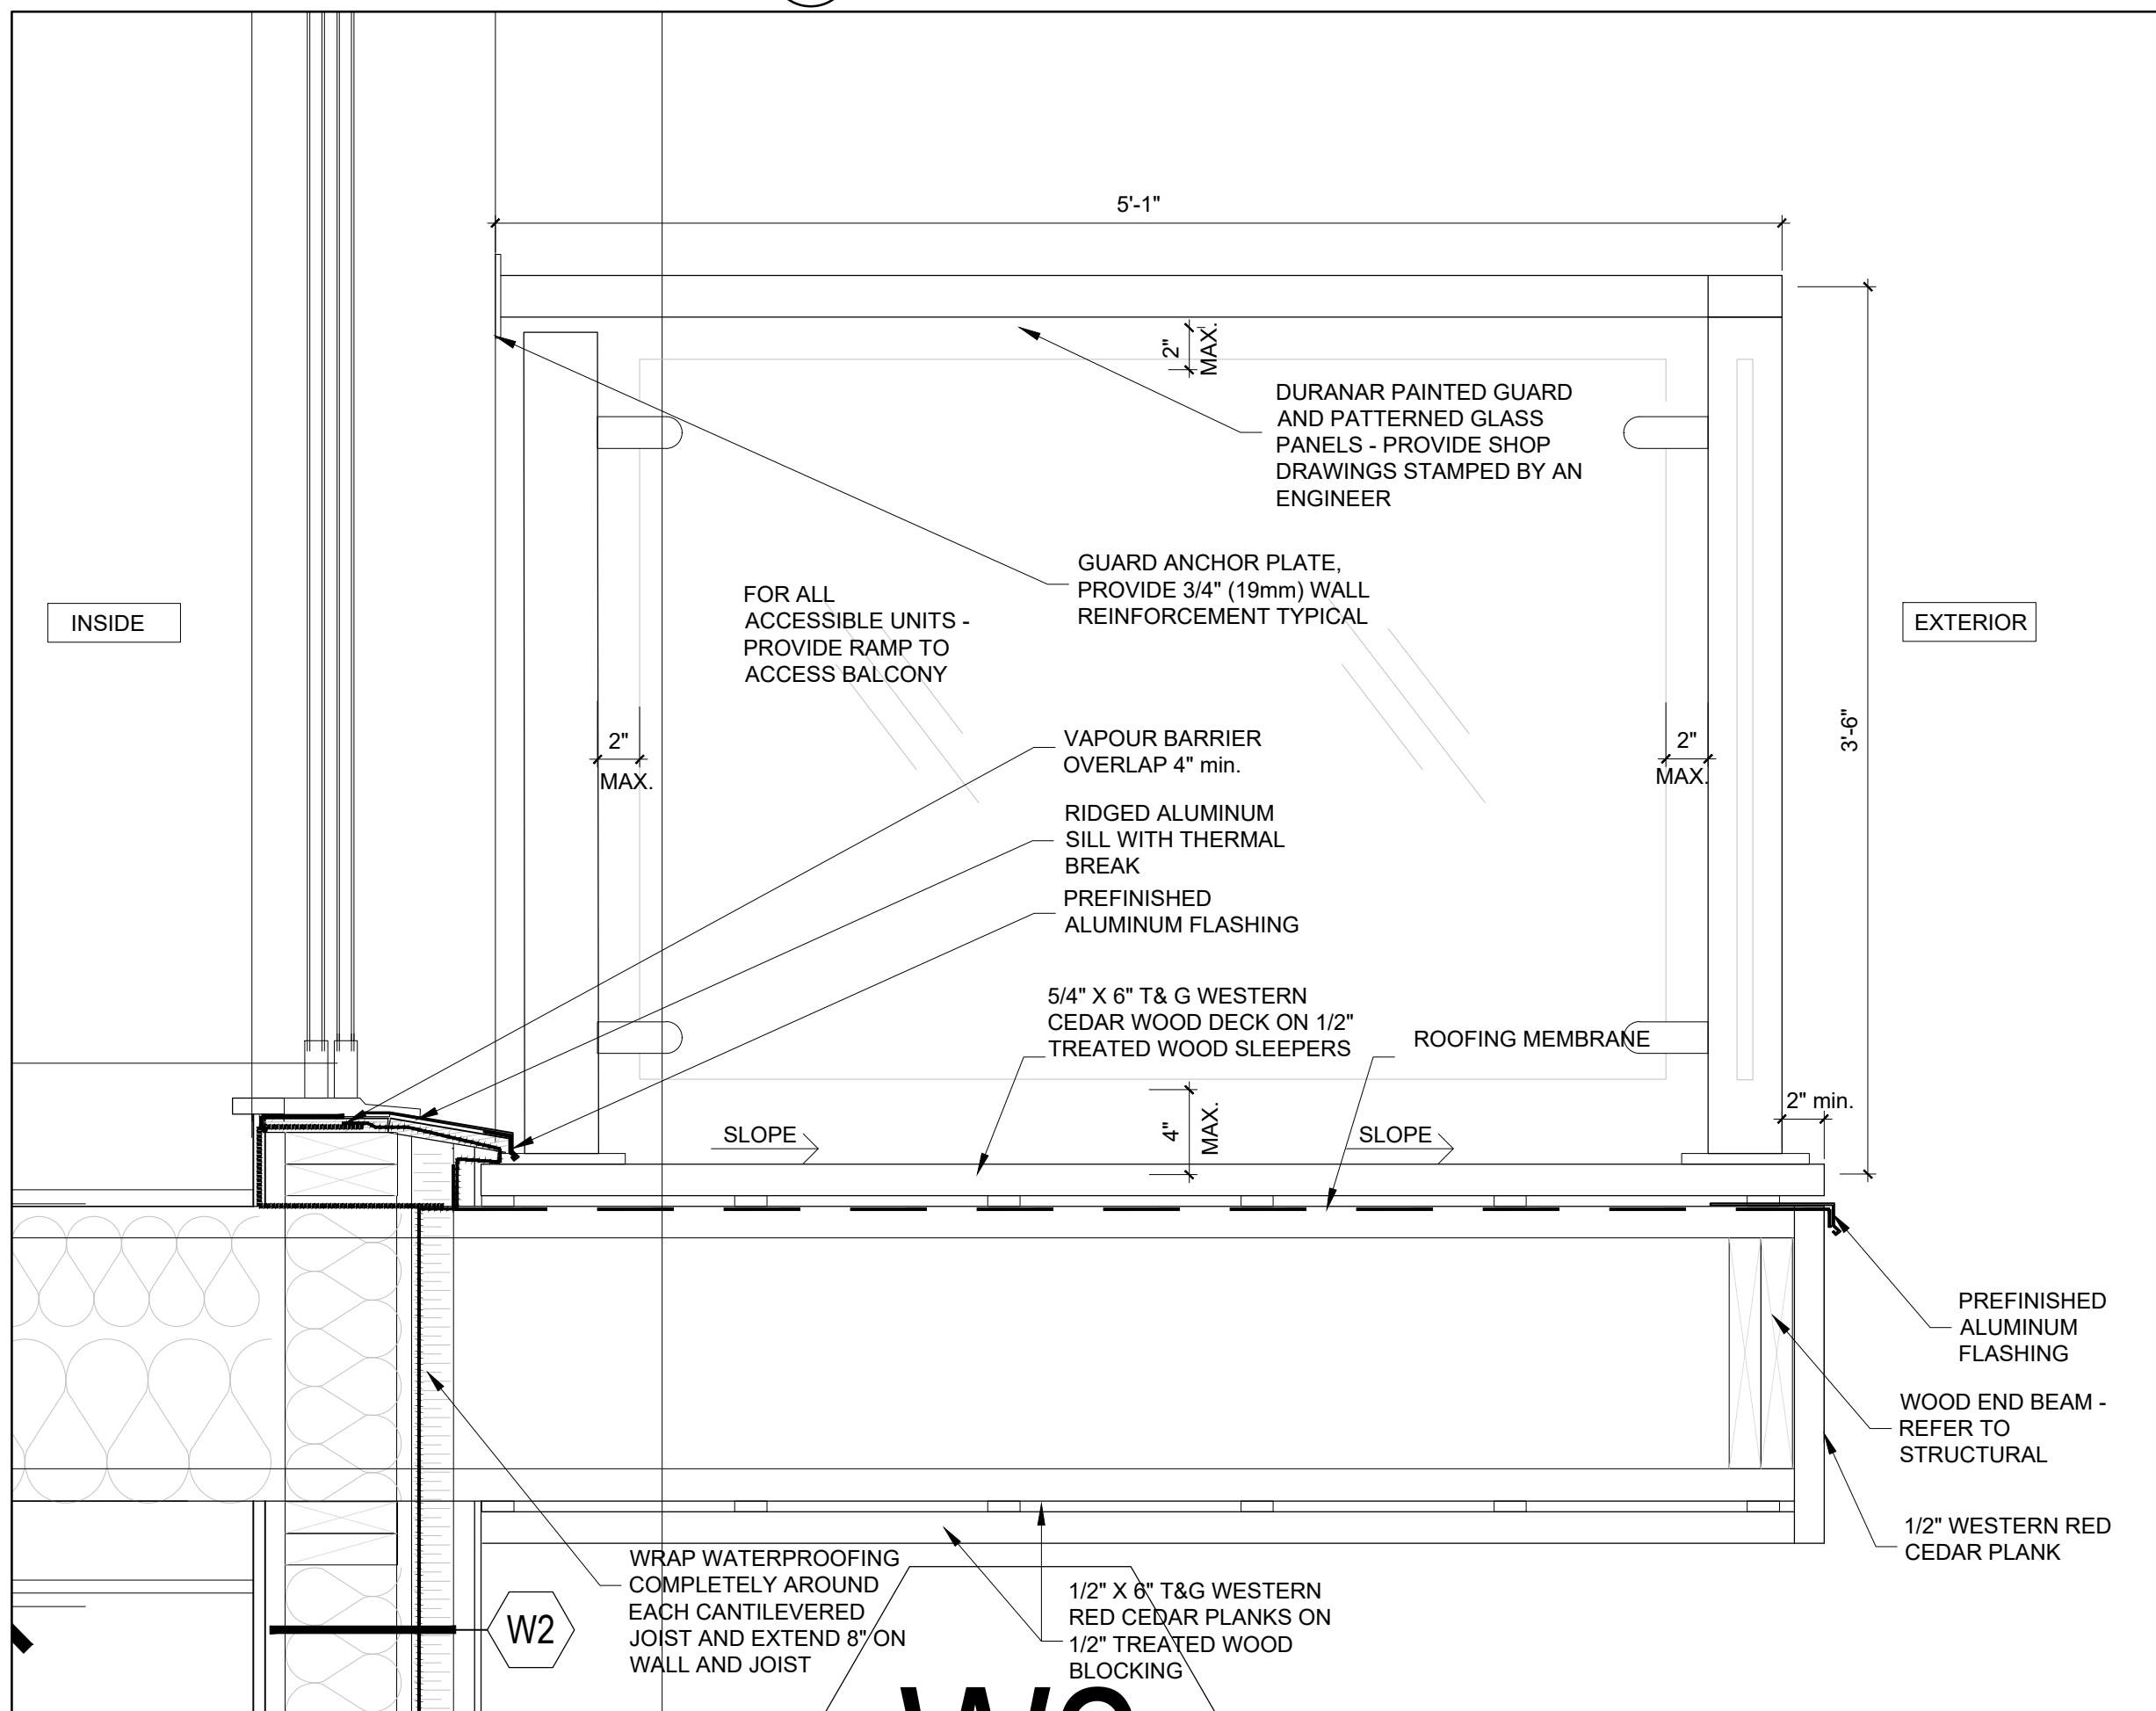 5'-1"
2"
MAX.
DURANAR PAINTED GUARD
AND PATTERNED GLASS
PANELS - PROVIDE SHOP
DRAWINGS STAMPED BY AN
ENGINEER
GUARD ANCHOR PLATE,
PROVIDE 3/4" (19mm) WALL
REINFORCEMENT TYPICAL
FOR ALL
ACCESSIBLE UNITS -
PROVIDE RAMP TO
ACCESS BALCONY
INSIDE
EXTERIOR
3'-6"
2"
MAX.
2"
MAX.
VAPOUR BARRIER
OVERLAP 4" min.
RIDGED ALUMINUM
SILL WITH THERMAL
BREAK
PREFINISHED
ALUMINUM FLASHING
5/4" X 6" T& G WESTERN
CEDAR WOOD DECK ON 1/2"
TREATED WOOD SLEEPERS
ROOFING MEMBRANE
2" min.
SLOPE
4"
MAX.
SLOPE
PREFINISHED
ALUMINUM
FLASHING
WOOD END BEAM -
REFER TO
STRUCTURAL
1/2" WESTERN RED
CEDAR PLANK
WRAP WATERPROOFING
COMPLETELY AROUND
EACH CANTILEVERED
JOIST AND EXTEND 8" ON
WALL AND JOIST
W2
1/2" X 6" T&G WESTERN
RED CEDAR PLANKS ON
1/2" TREATED WOOD
BLOCKING